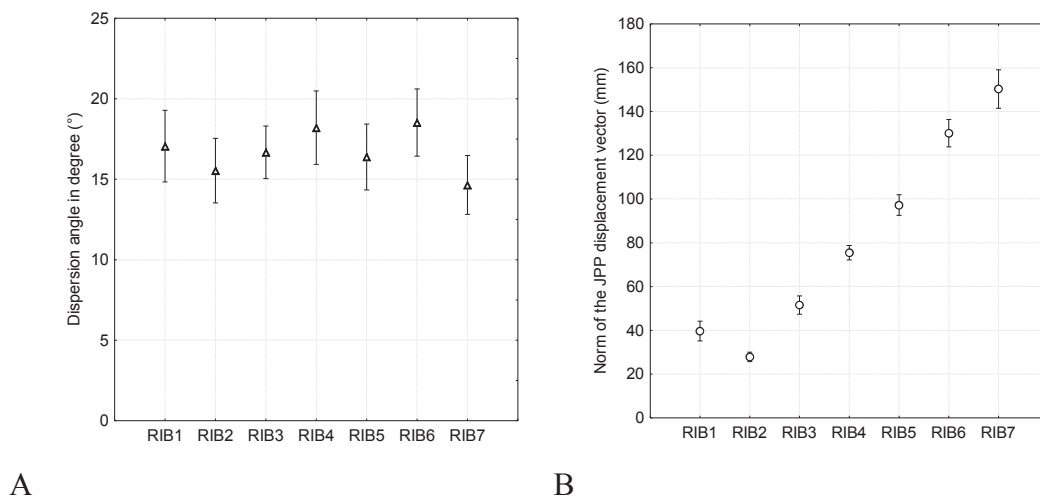 Dispersion angle in degree (°)
25
20
15
10
5
0
RIB1 RIB2 RIB3 RIB4 RIB5 RIB6 RIB7
A
Norm of the JPP displacement vector (mm)
180
160
140
120
100
80
60
40
20
0
RIB1 RIB2 RIB3 RIB4 RIB5 RIB6 RIB7
B